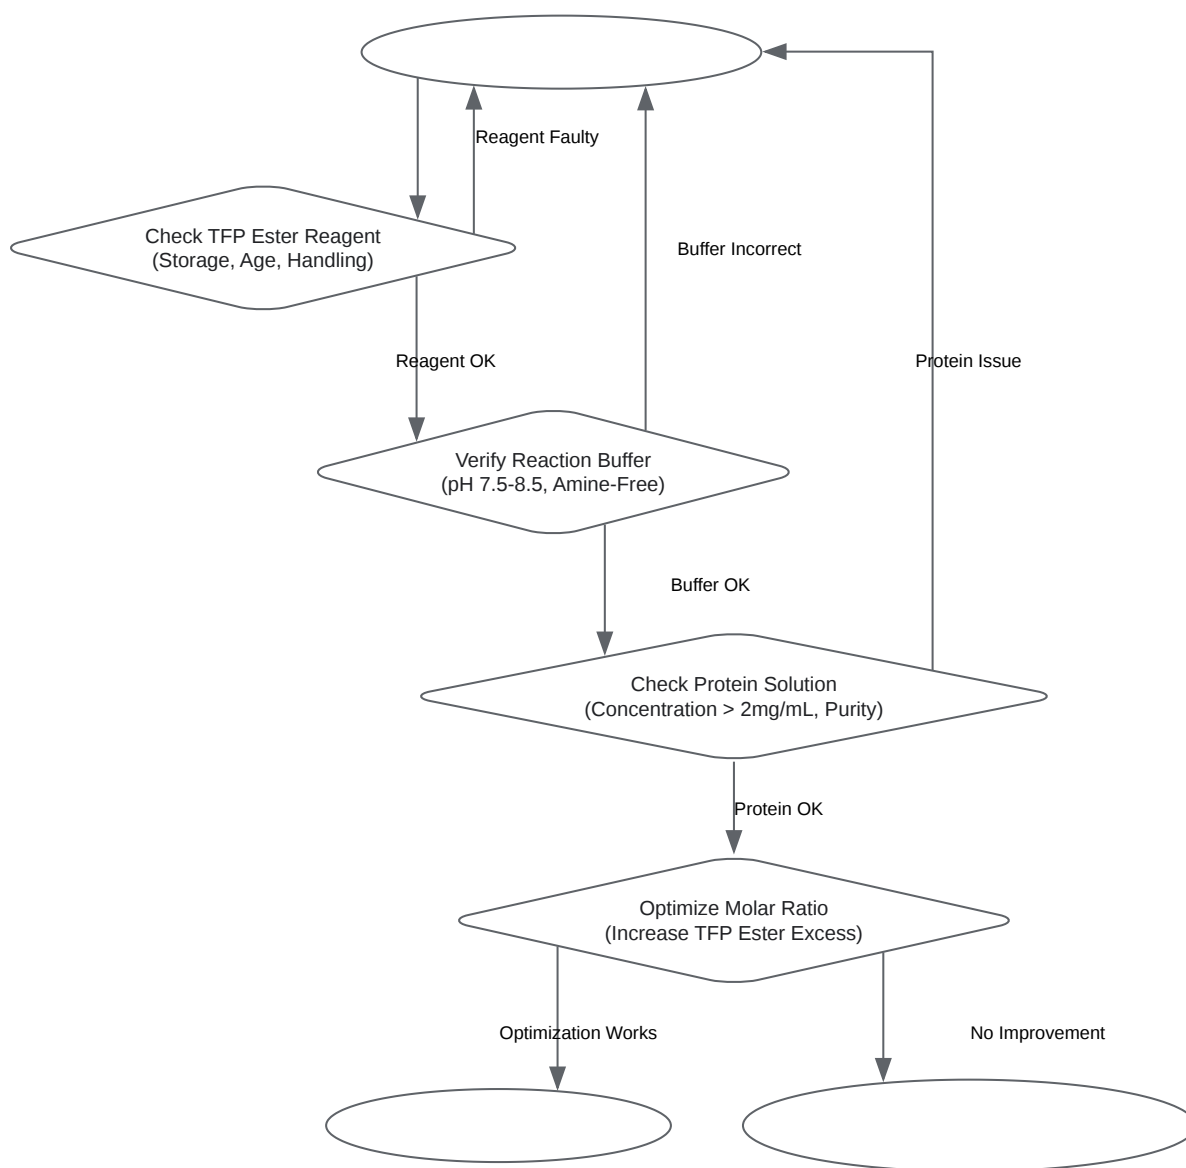 Reagent Faulty
Check TFP Ester Reagent
(Storage, Age, Handling)
Buffer Incorrect
Reagent OK
Protein Issue
Verify Reaction Buffer
(pH 7.5-8.5, Amine-Free)
Buffer OK
Check Protein Solution
(Concentration > 2mg/mL, Purity)
Protein OK
Optimize Molar Ratio
(Increase TFP Ester Excess)
Optimization Works
No Improvement